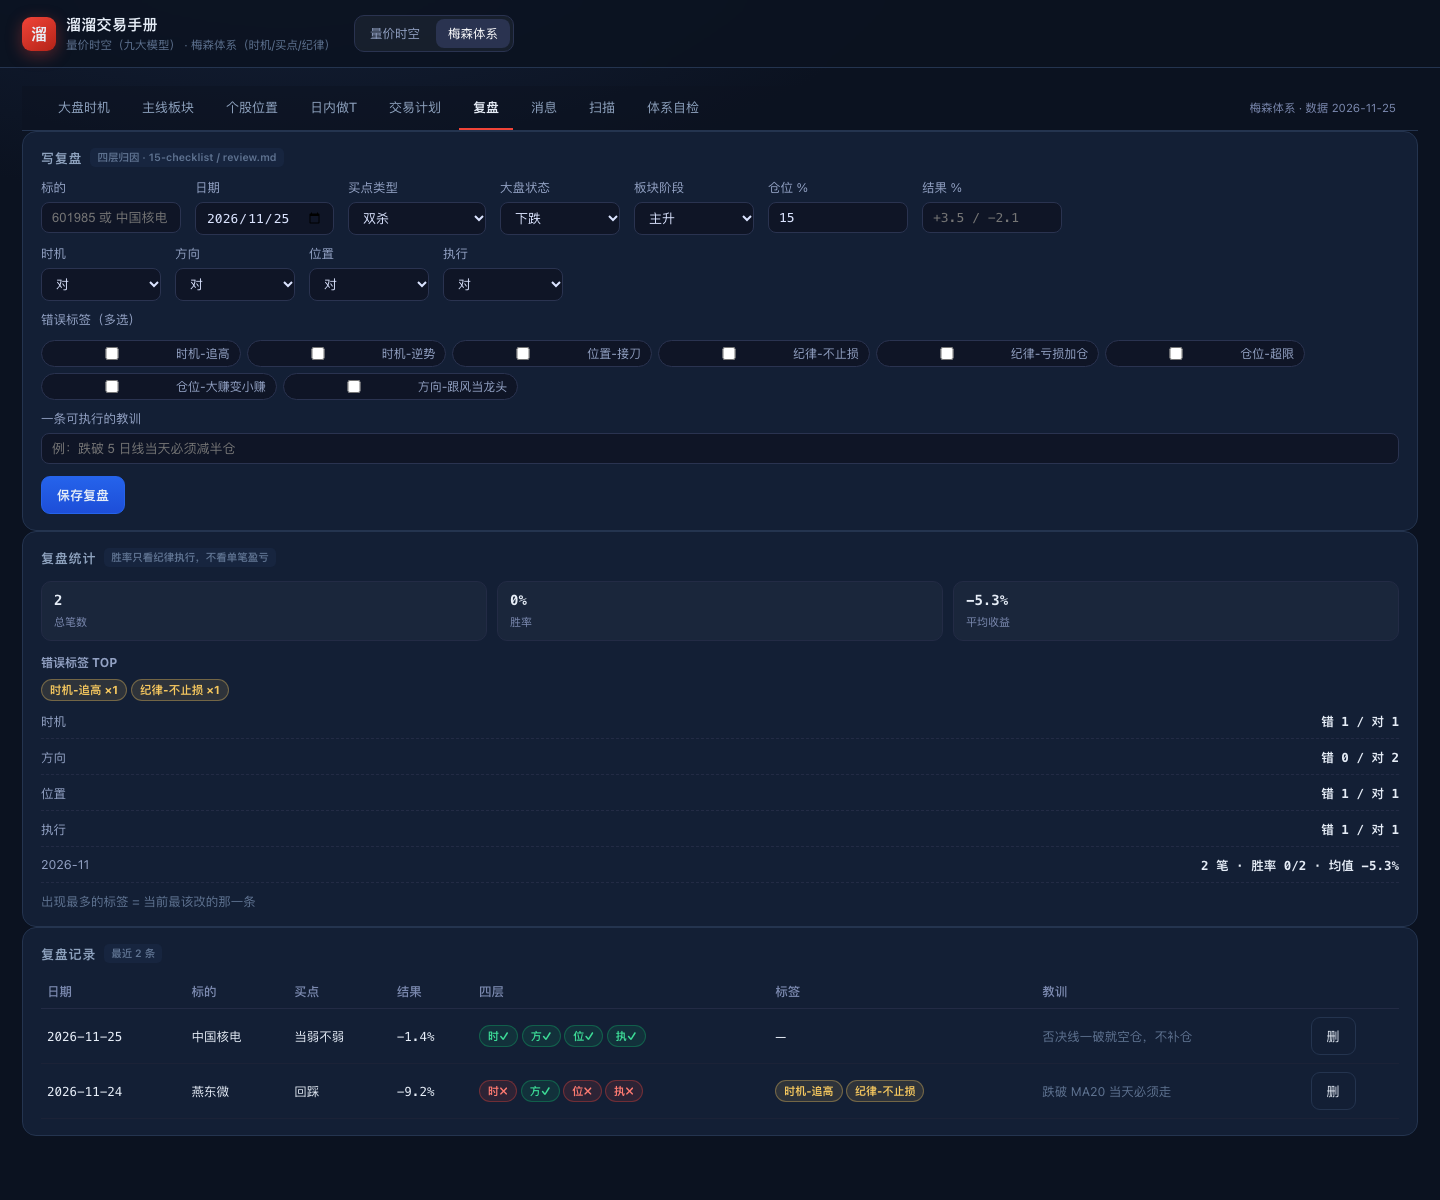 溜 溜溜交易手册
量价时空（九大模型） · 梅森体系（时机/买点/纪律）
量价时空 梅森体系
大盘时机 主线板块 个股位置 日内做T 交易计划 复盘 消息 扫描 体系自检 梅森体系 · 数据 2026-11-25
写复盘 四层归因 · 15-checklist / review.md
标的 日期 买点类型 大盘状态 板块阶段 仓位 % 结果 %
601985 或 中国核电 2026/11/25 双杀 下跌 主升 15 +3.5 / -2.1
时机 方向 位置 执行
对 对 对 对
错误标签（多选）
时机-追高 时机-逆势 位置-接刀 纪律-不止损 纪律-亏损加仓 仓位-超限
仓位-大赚变小赚 方向-跟风当龙头
一条可执行的教训
例：跌破 5 日线当天必须减半仓
保存复盘
复盘统计 胜率只看纪律执行，不看单笔盈亏
2 0% -5.3%
总笔数 胜率 平均收益
错误标签 TOP
时机-追高 ×1 纪律-不止损 ×1
时机 错 1 / 对 1
方向 错 0 / 对 2
位置 错 1 / 对 1
执行 错 1 / 对 1
2026-11 2 笔 · 胜率 0/2 · 均值 -5.3%
出现最多的标签 = 当前最该改的那一条
复盘记录 最近 2 条
日期 标的 买点 结果 四层 标签 教训
2026-11-25 中国核电 当弱不弱 -1.4% 时✓ 方✓ 位✓ 执✓ — 否决线一破就空仓，不补仓 删
2026-11-24 燕东微 回踩 -9.2% 时✕ 方✓ 位✕ 执✕ 时机-追高 纪律-不止损 跌破 MA20 当天必须走 删